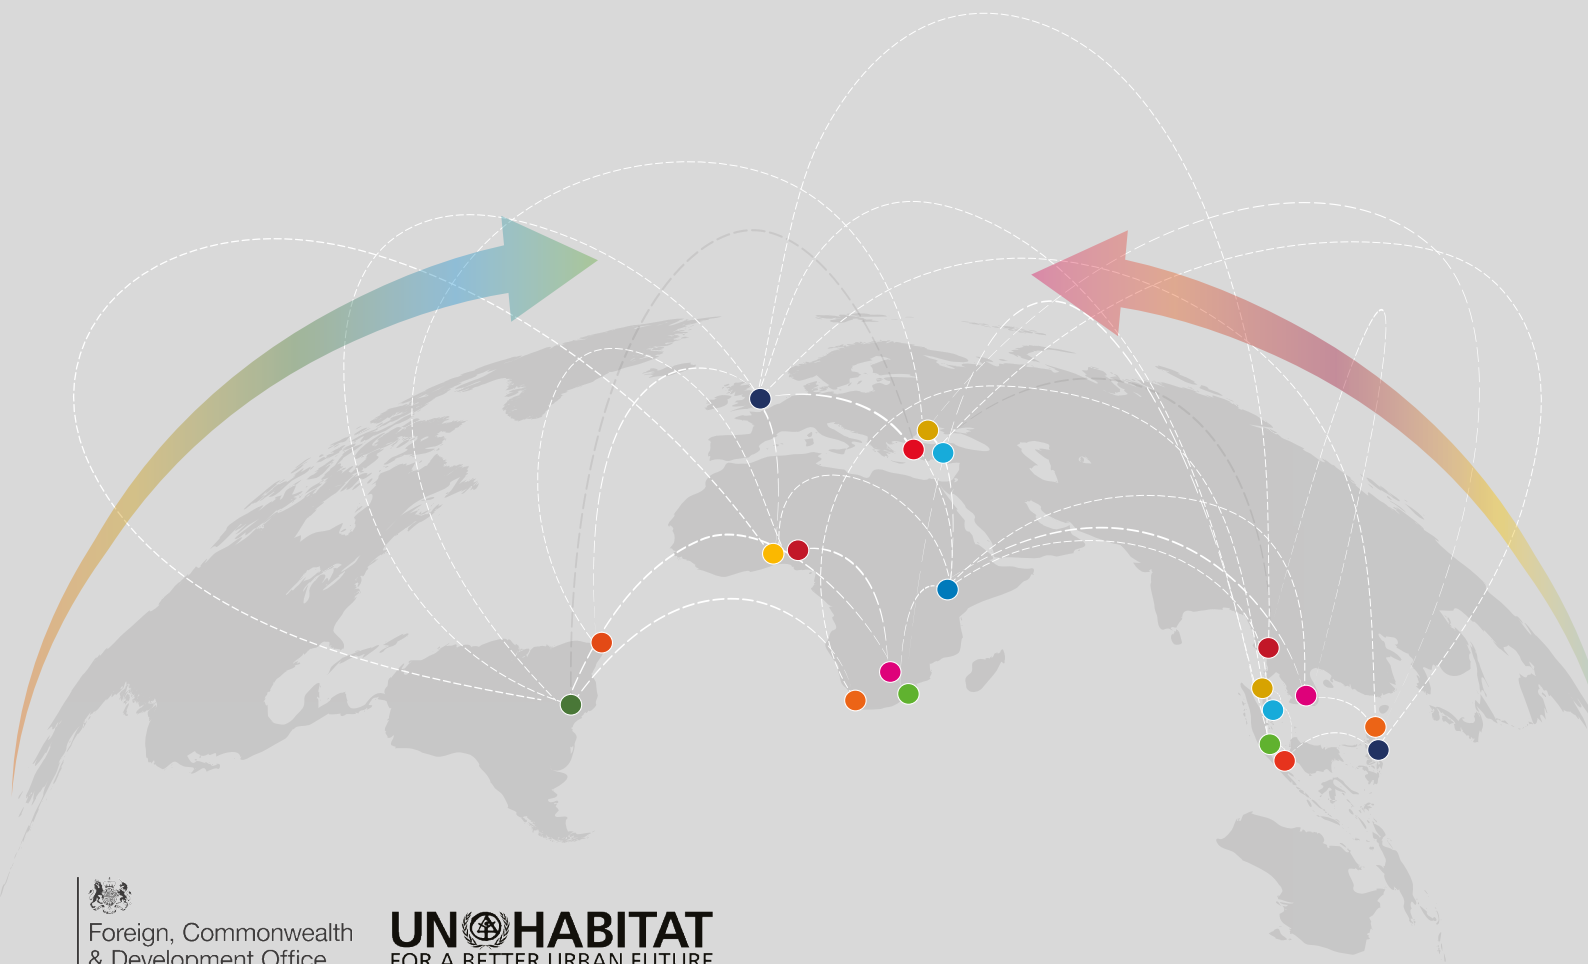 Foreign, Commonwealth
& Development Office
UN HABITAT
FOR A BETTER URBAN FUTURE